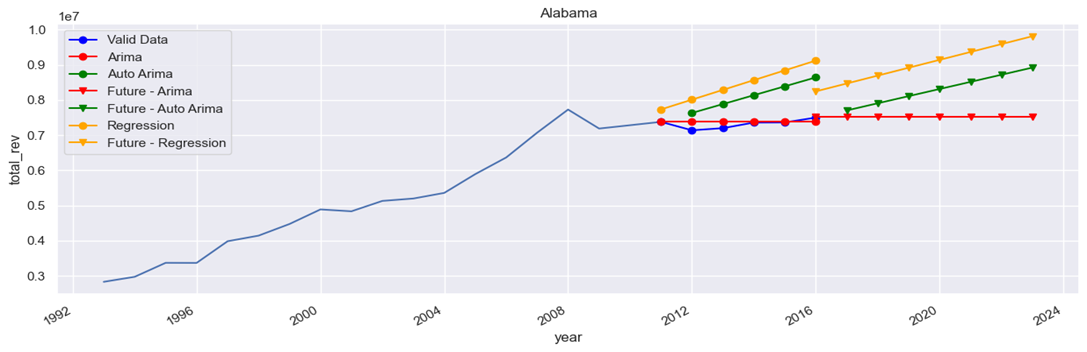 Alabama
1e7
1.0
0.9
0.8
0.7
0.6
0.5
0.4
0.3
total_rev
Valid Data
Arima
Auto Arima
Future - Arima
Future - Auto Arima
Regression
Future - Regression
1992
1996
2000
2004
2008
2012
2016
2020
2024
year